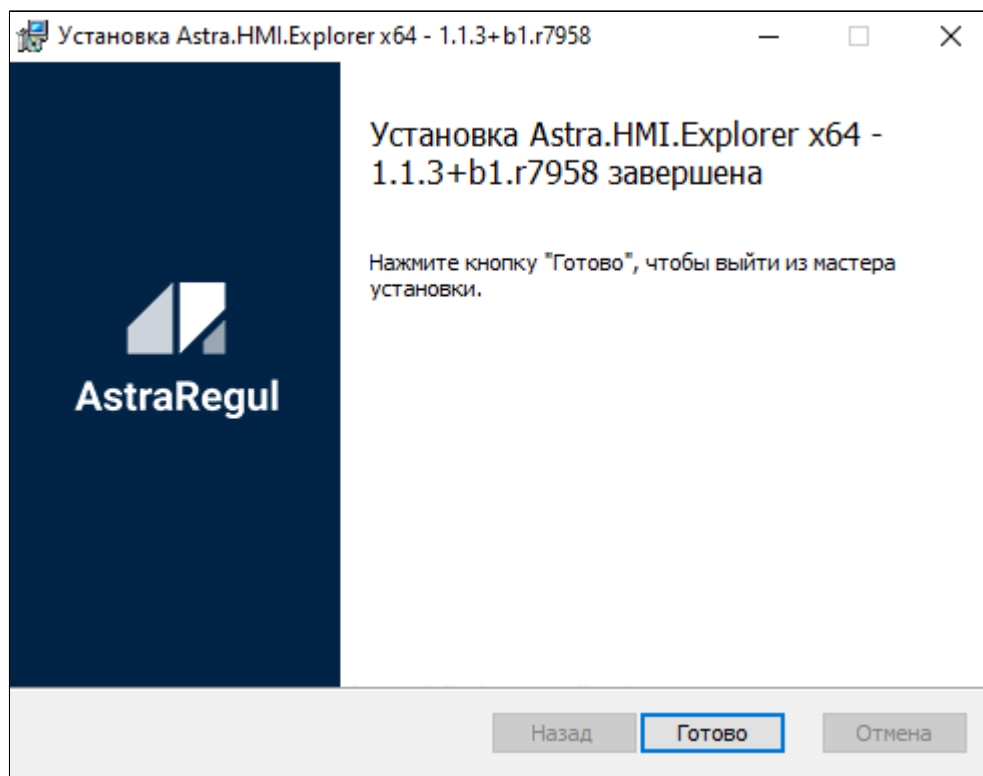 Установка Astra.HMI.Explorer x64 - 1.1.3+b1.r7958
Установка Astra.HMI.Explorer x64 -
1.1.3+b1.r7958 завершена
Нажмите кнопку "Готово", чтобы выйти из мастера
установки.
AstraRegul
Назад
Готово
Отмена